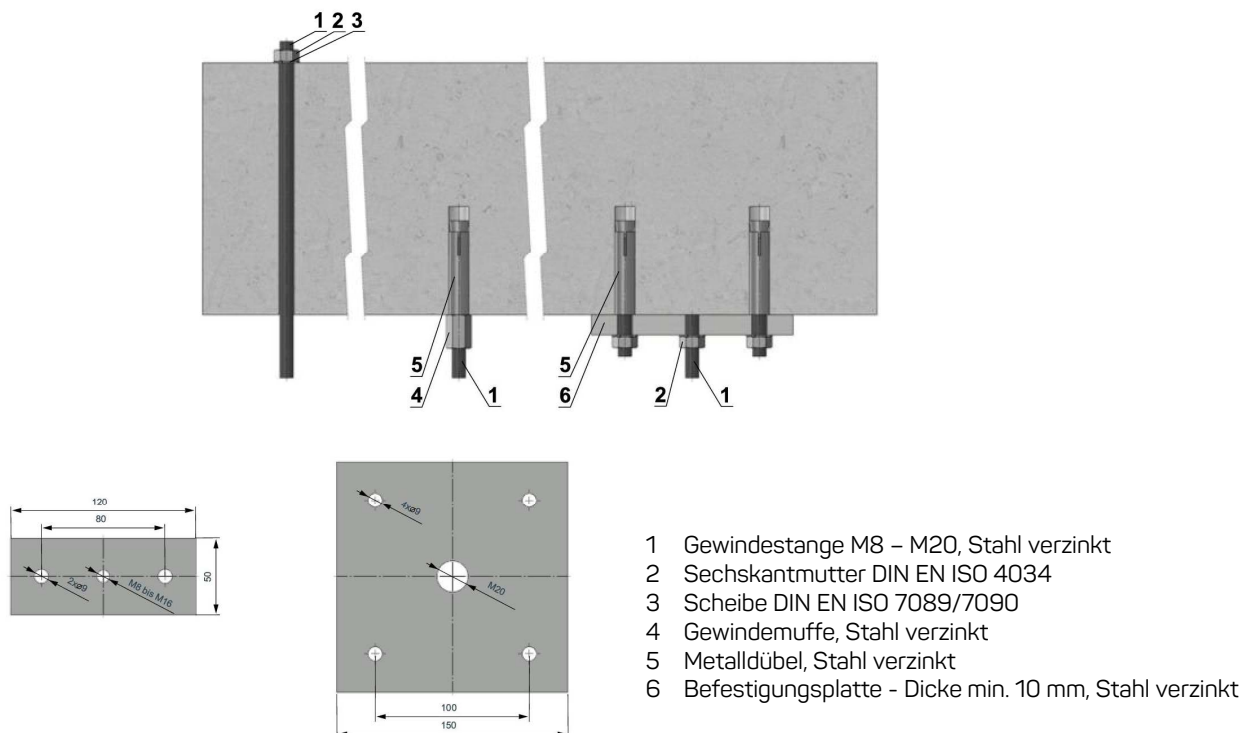 1 2 3
5
4
1
5
6
2
1
120
80
50
2xø9
M8 bis M16
4xø9
M20
100
150
1 Gewindestange M8 – M20, Stahl verzinkt
2 Sechskantmutter DIN EN ISO 4034
3 Scheibe DIN EN ISO 7089/7090
4 Gewindemuffe, Stahl verzinkt
5 Metalldübel, Stahl verzinkt
6 Befestigungsplatte - Dicke min. 10 mm, Stahl verzinkt